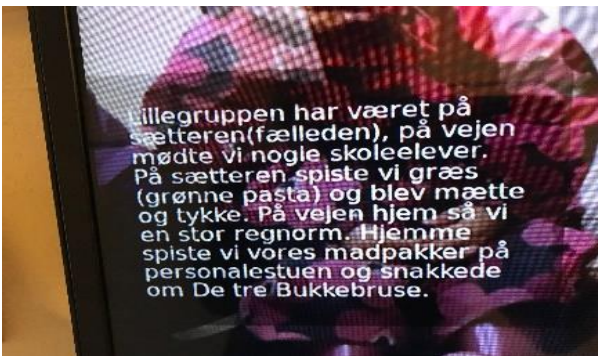 Lillegruppen har været på
sætteren(fælleden), på vejen
mødte vi nogle skoleelever.
På sætteren spiste vi græs
(grønne pasta) og blev mætte
og tykke. På vejen hjem så vi
en stor regnorm. Hjemme
spiste vi vores madpakker på
personalestuen og snakkede
om De tre Bukkebruse.